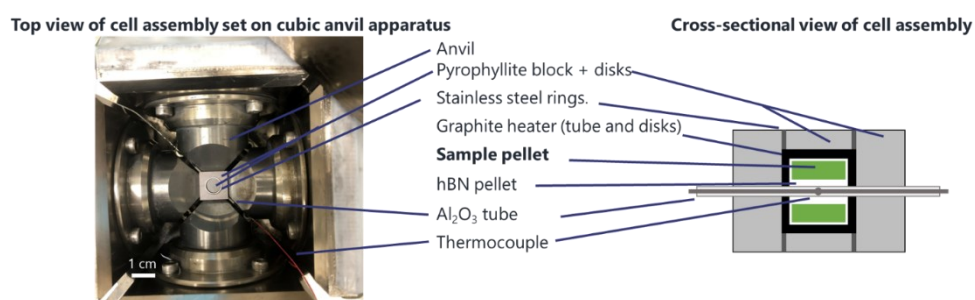 Top view of cell assembly set on cubic anvil apparatus
Cross-sectional view of cell assembly
Anvil
Pyrophyllite block + disks
Stainless steel rings.
Graphite heater (tube and disks)
Sample pellet
hBN pellet
Al₂O₃ tube
Thermocouple
1 cm